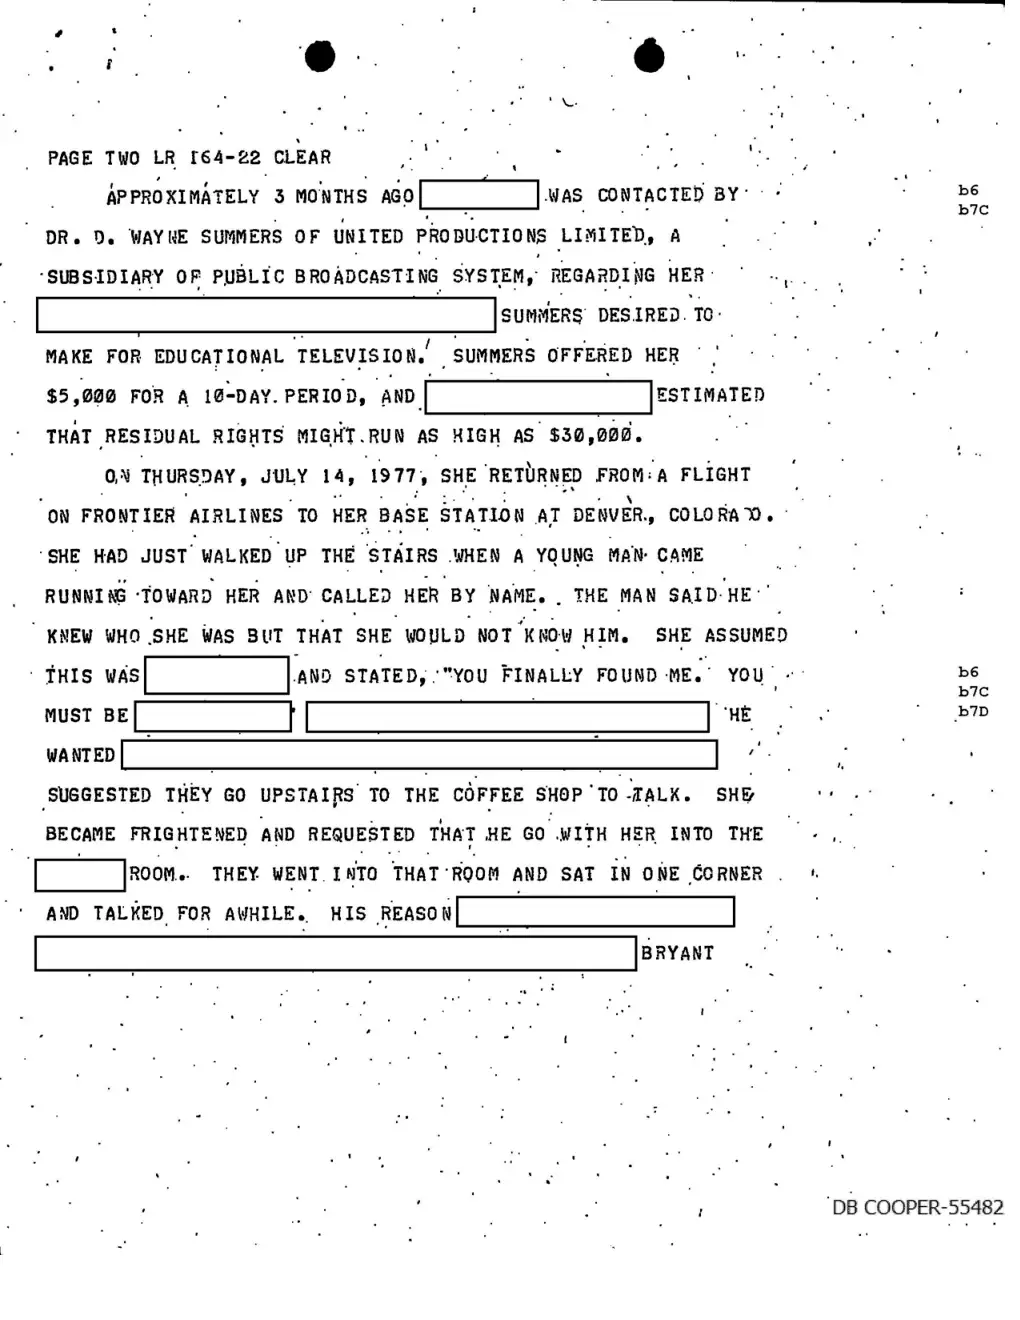 PAGE TWO LR 164-22 CLEAR
APPROXIMATELY 3 MONTHS AGO WAS CONTACTED BY
b6
b7C
DR. D. WAYNE SUMMERS OF UNITED PRODUCTIONS LIMITED, A
SUBSIDIARY OF PUBLIC BROADCASTING SYSTEM, REGARDING HER
SUMMERS DESIRED TO
MAKE FOR EDUCATIONAL TELEVISION. SUMMERS OFFERED HER
$5,000 FOR A 10-DAY PERIOD, AND ESTIMATED
THAT RESIDUAL RIGHTS MIGHT RUN AS HIGH AS $30,000.
ON THURSDAY, JULY 14, 1977, SHE RETURNED FROM A FLIGHT
ON FRONTIER AIRLINES TO HER BASE STATION AT DENVER, COLORADO.
SHE HAD JUST WALKED UP THE STAIRS WHEN A YOUNG MAN CAME
RUNNING TOWARD HER AND CALLED HER BY NAME. THE MAN SAID HE
KNEW WHO SHE WAS BUT THAT SHE WOULD NOT KNOW HIM. SHE ASSUMED
THIS WAS AND STATED, "YOU FINALLY FOUND ME. YOU
b6
b7C
b7D
MUST BE HE
WANTED
SUGGESTED THEY GO UPSTAIRS TO THE COFFEE SHOP TO TALK. SHE
BECAME FRIGHTENED AND REQUESTED THAT HE GO WITH HER INTO THE
ROOM. THEY WENT INTO THAT ROOM AND SAT IN ONE CORNER
AND TALKED FOR AWHILE. HIS REASON
BRYANT
DB COOPER-55482